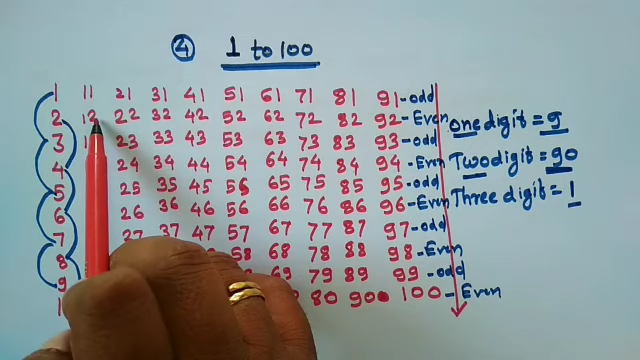 ④ 1 to 100
1 11 21 31 41 51 61 71 81 91 - odd
2 12 22 32 42 52 62 72 82 92 - Even
3 1 23 33 43 53 63 73 83 93 - odd
4 24 34 44 54 64 74 84 94 - Even
5 25 35 45 56 65 75 85 95 - odd
6 26 36 46 56 66 76 86 96 - Even
7 27 37 47 57 67 77 87 97 - odd
8 58 68 78 88 98 - Even
9 69 79 89 99 - odd
1 80 90 100 - Even
one digit = 9
Two digit = 90
Three digit = 1